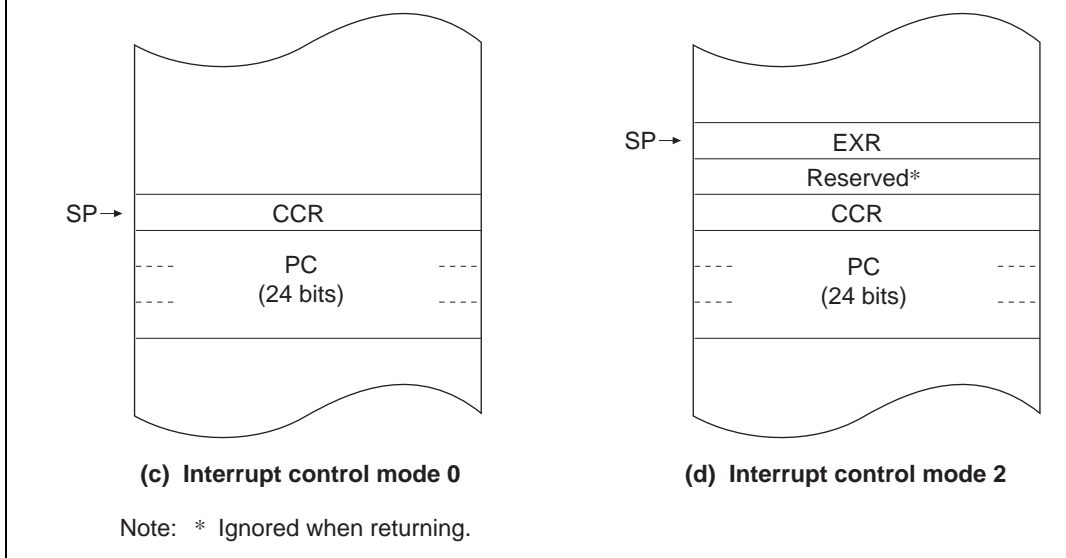 SP→
CCR
PC
(24 bits)
(c) Interrupt control mode 0
SP→
EXR
Reserved*
CCR
PC
(24 bits)
(d) Interrupt control mode 2
Note: * Ignored when returning.